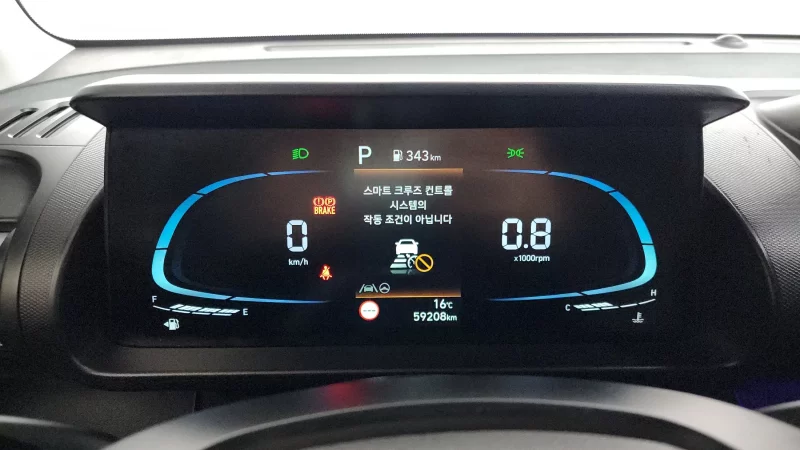 P 343km
스마트 크루즈 컨트롤
시스템의
작동 조건이 아닙니다
(!) (P)
BRAKE
0
km/h
0.8
x1000rpm
F
E
C
H
16℃
59208km